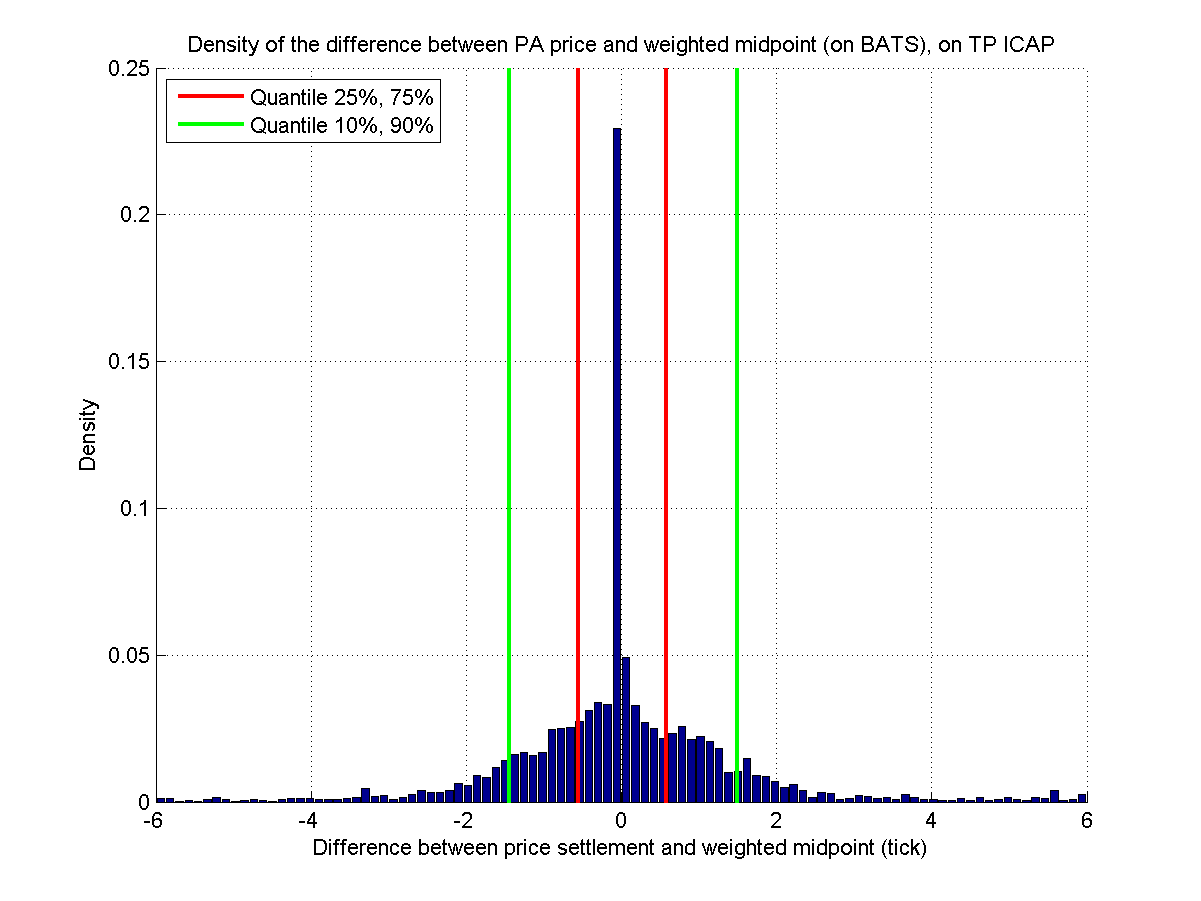 Density of the difference between PA price and weighted midpoint (on BATS), on TP ICAP
Quantile 25%, 75%
Quantile 10%, 90%
0.25
0.2
0.15
0.1
0.05
0
Density
-6 -4 -2 0 2 4 6
Difference between price settlement and weighted midpoint (tick)